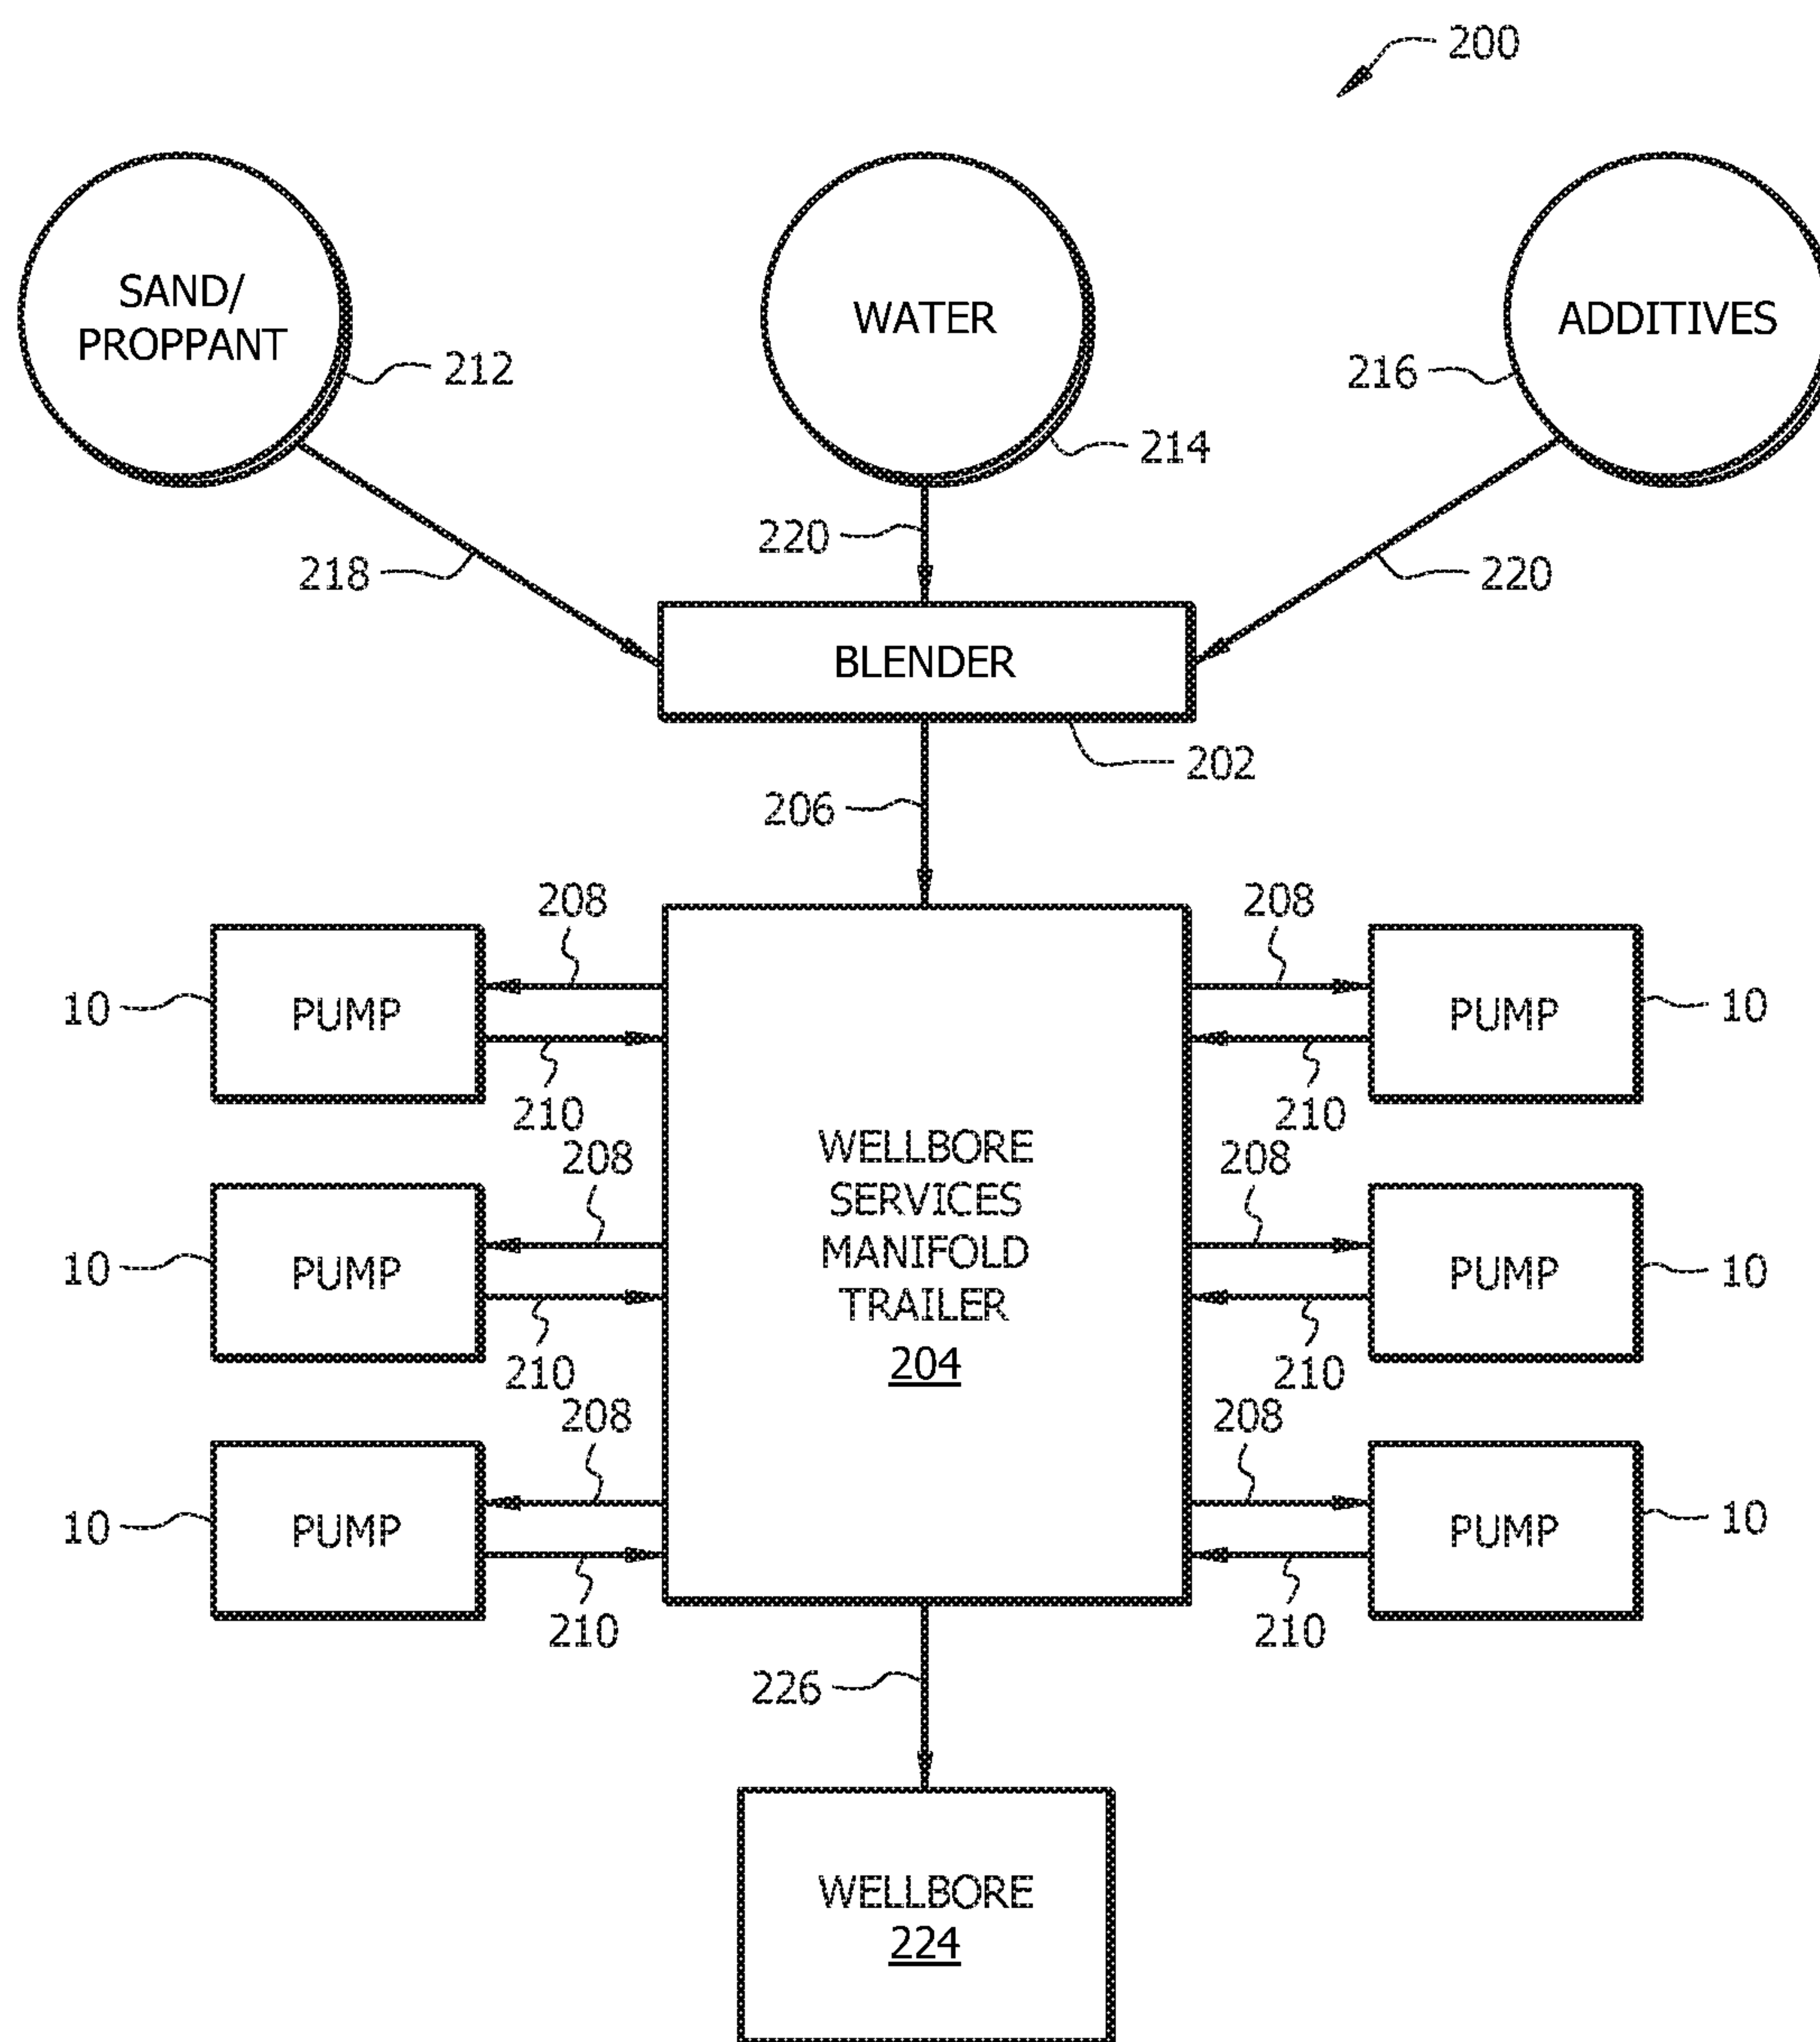 200
SAND/
PROPPANT
WATER
ADDITIVES
212
216
214
220
218
220
BLENDER
202
206
208
208
10
PUMP
PUMP
10
210
210
WELLBORE
SERVICES
MANIFOLD
TRAILER
204
208
208
10
PUMP
PUMP
10
210
210
208
208
10
PUMP
PUMP
10
210
210
226
WELLBORE
224